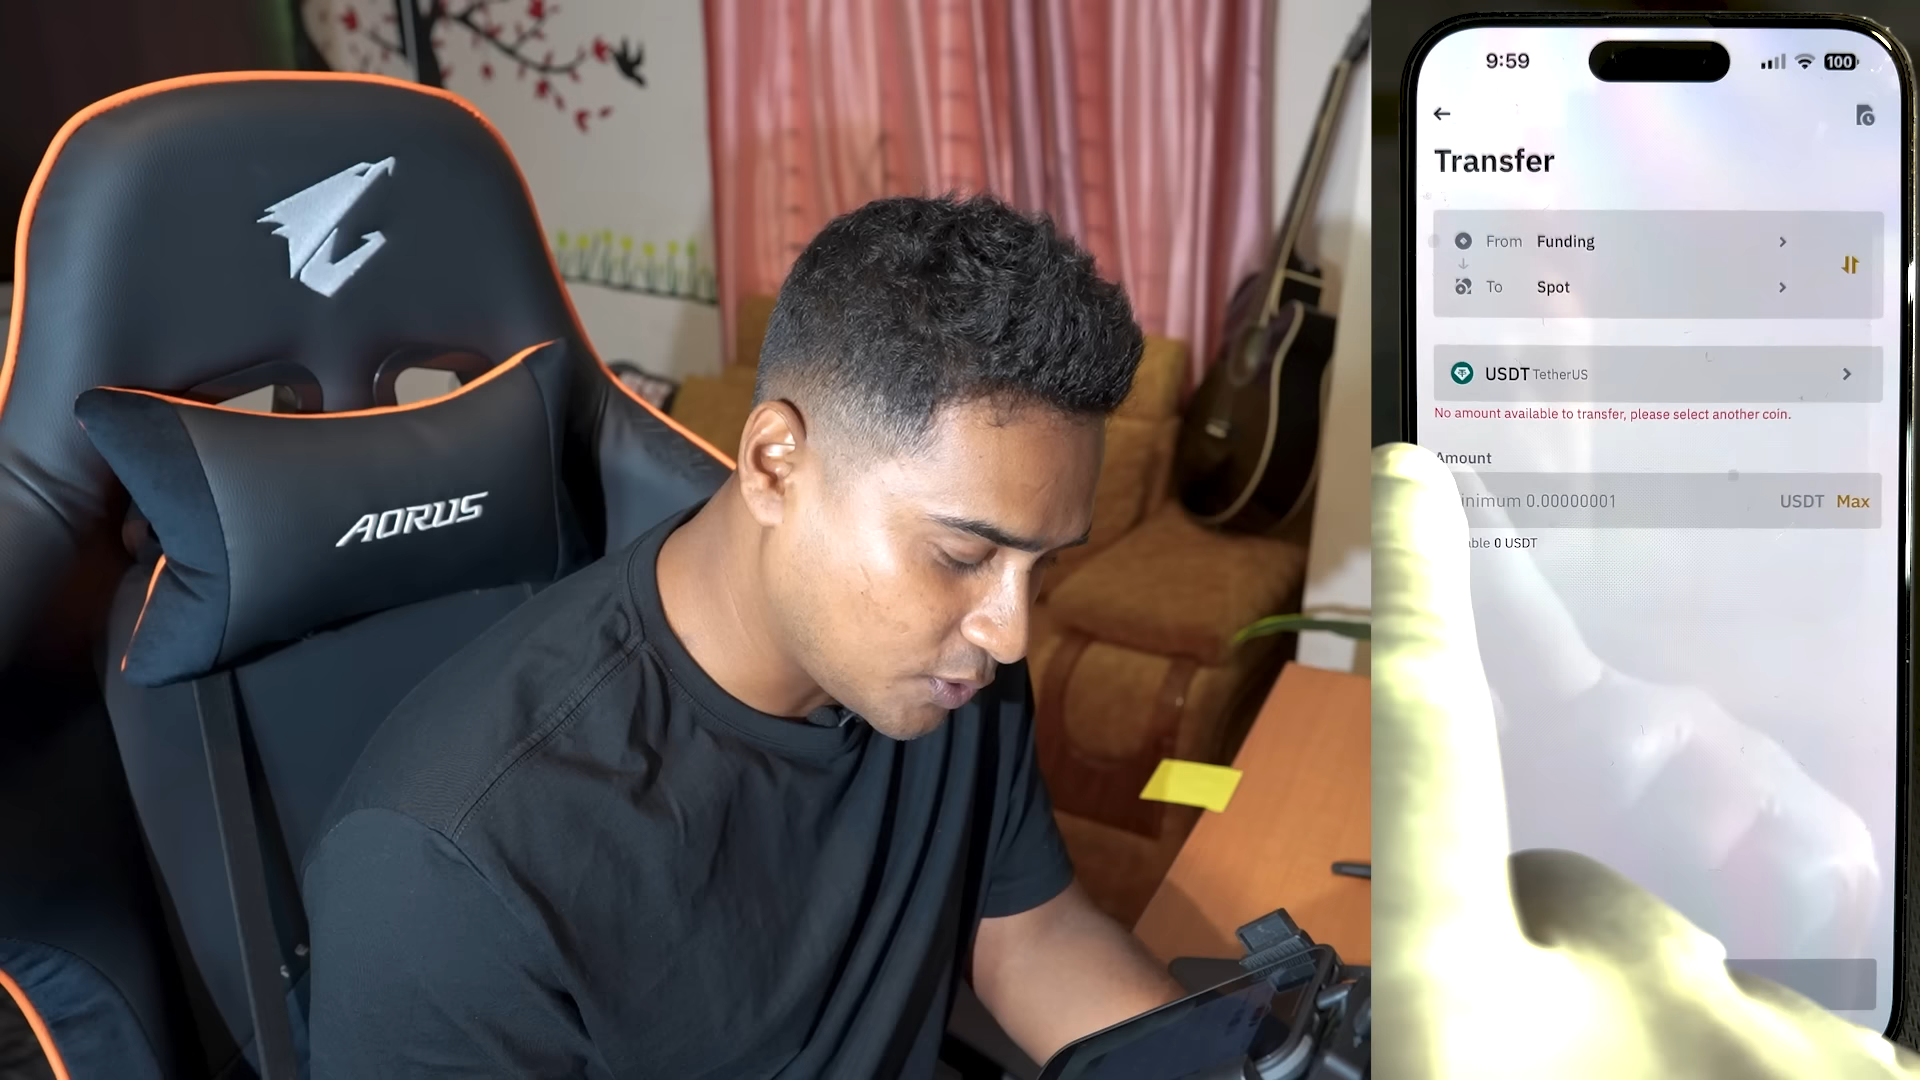 AORUS
9:59
100
Transfer
From Funding
To Spot
USDT TetherUS
No amount available to transfer, please select another coin.
Amount
0.00000001 USDT Max
0 USDT